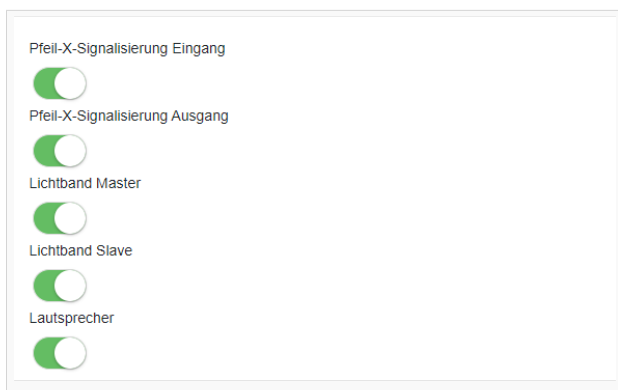 Pfeil-X-Signalisierung Eingang
Pfeil-X-Signalisierung Ausgang
Lichtband Master
Lichtband Slave
Lautsprecher